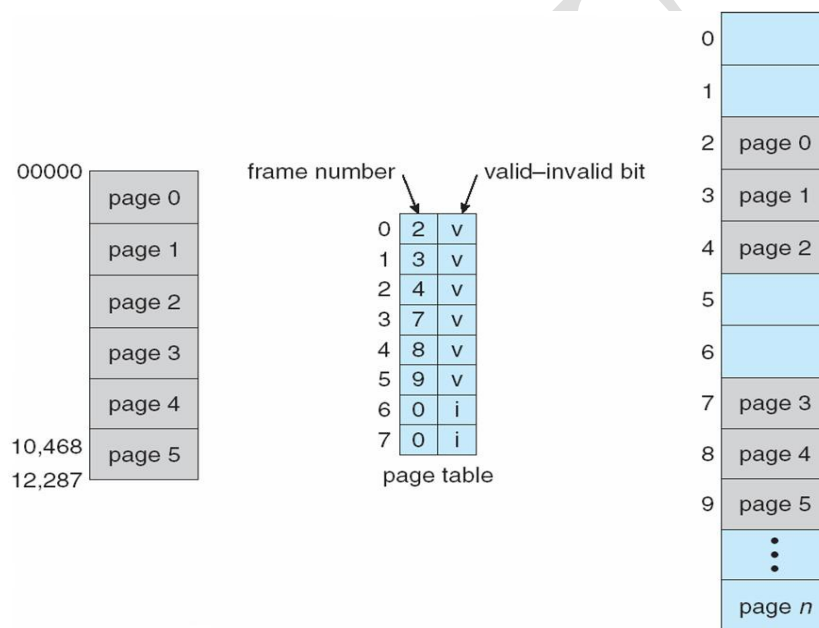 00000
page 0
page 1
page 2
page 3
page 4
10,468
page 5
12,287
frame number
valid–invalid bit
0 2 v
1 3 v
2 4 v
3 7 v
4 8 v
5 9 v
6 0 i
7 0 i
page table
0
1
2 page 0
3 page 1
4 page 2
5
6
7 page 3
8 page 4
9 page 5
page n